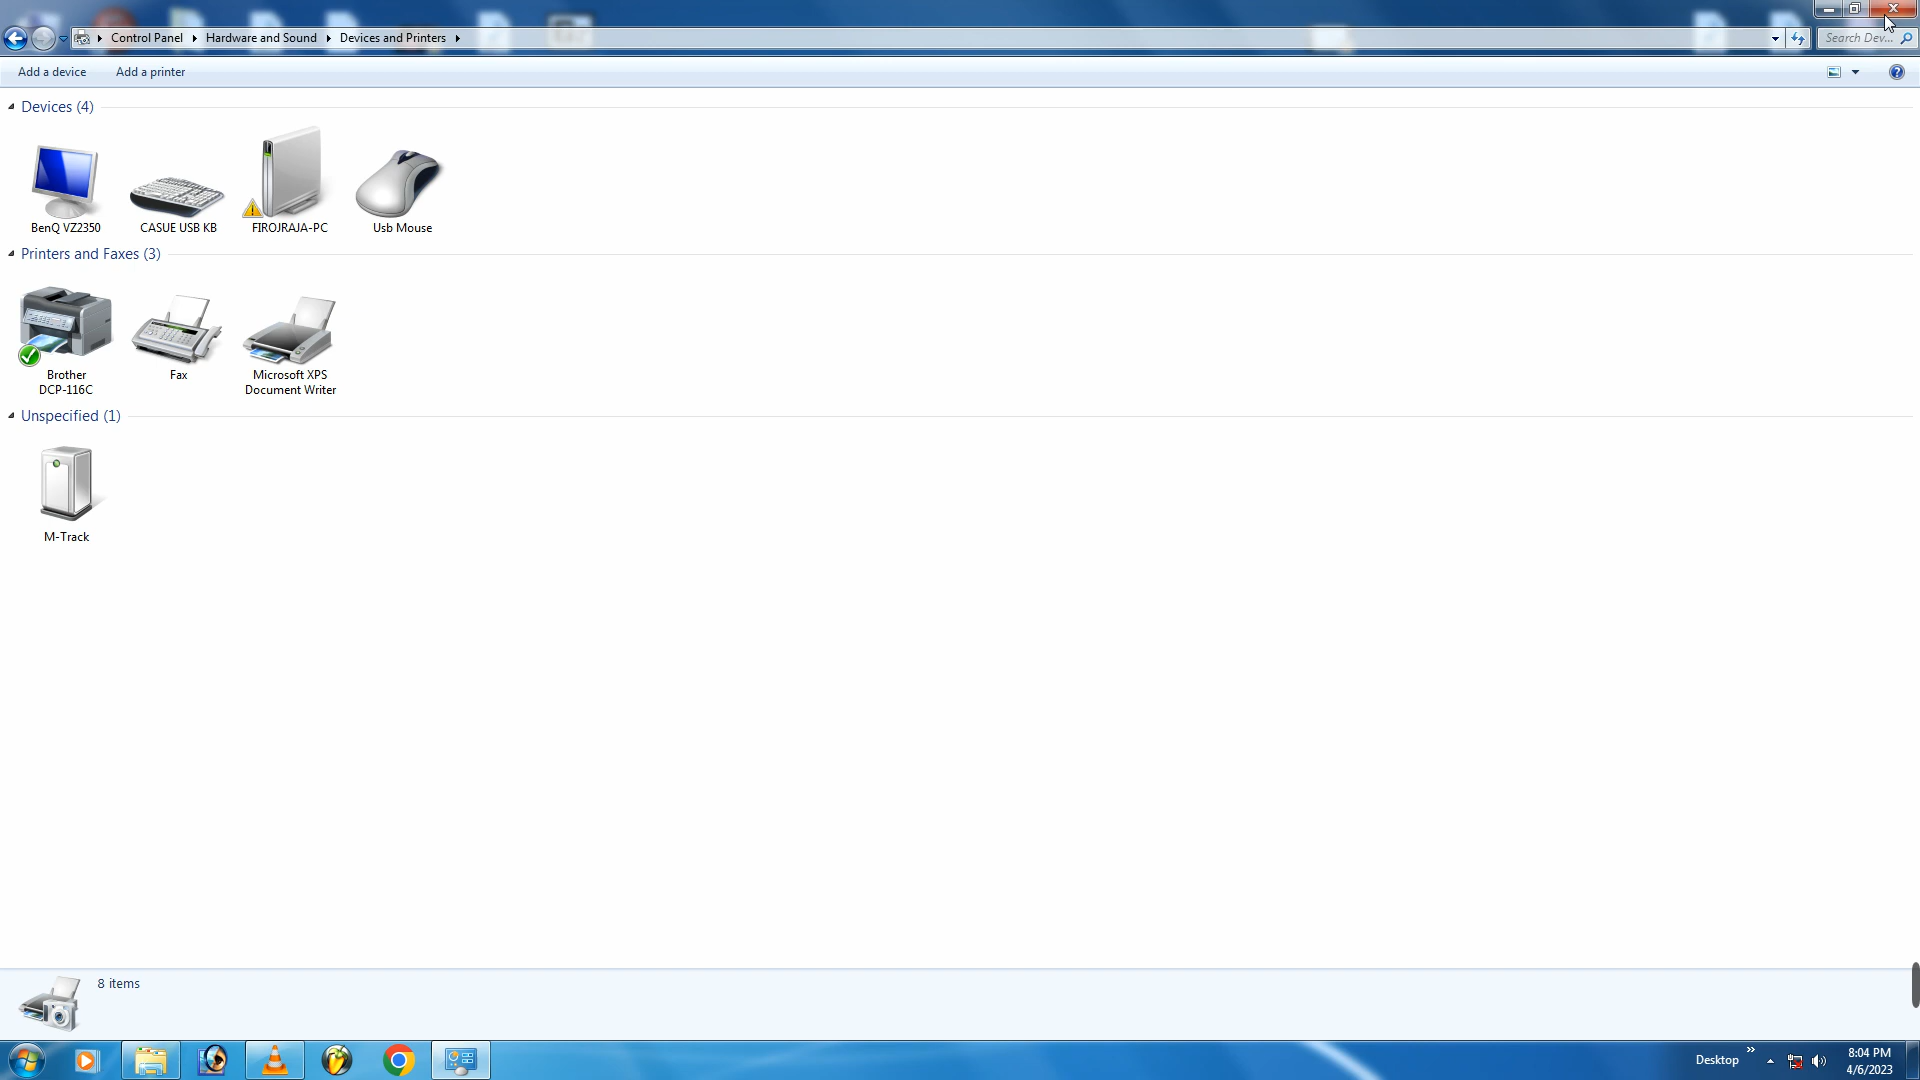 Control Panel Hardware and Sound Devices and Printers Search Dev...
Add a device Add a printer
Devices (4)
BenQ VZ2350 CASUE USB KB FIROJRAJA-PC Usb Mouse
Printers and Faxes (3)
Brother DCP-116C
Fax
Microsoft XPS Document Writer
Unspecified (1)
M-Track
8 items
Desktop
8:04 PM
4/6/2023